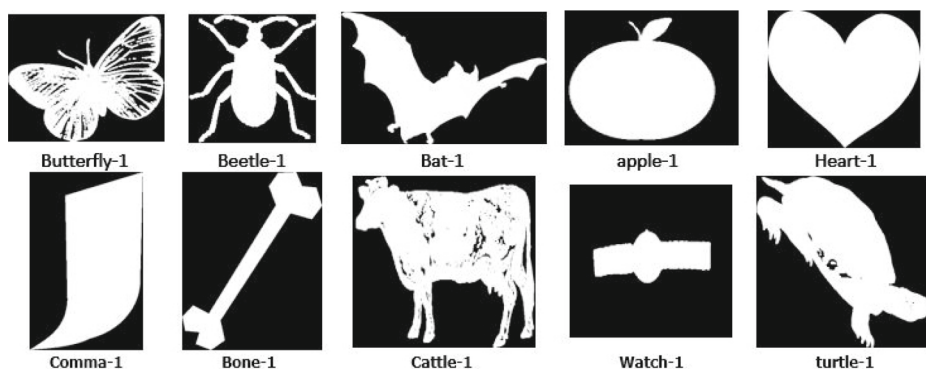 Butterfly-1
Beetle-1
Bat-1
apple-1
Heart-1
Comma-1
Bone-1
Cattle-1
Watch-1
turtle-1